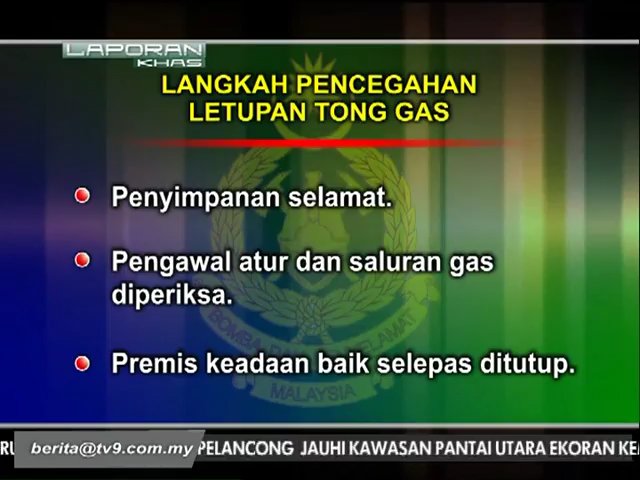 LAPORAN
KHAS
LANGKAH PENCEGAHAN
LETUPAN TONG GAS
Penyimpanan selamat.
Pengawal atur dan saluran gas
diperiksa.
Premis keadaan baik selepas ditutup.
MALAYSIA
berita@tv9.com.my PELANCONG JAUHI KAWASAN PANTAI UTARA EKORAN